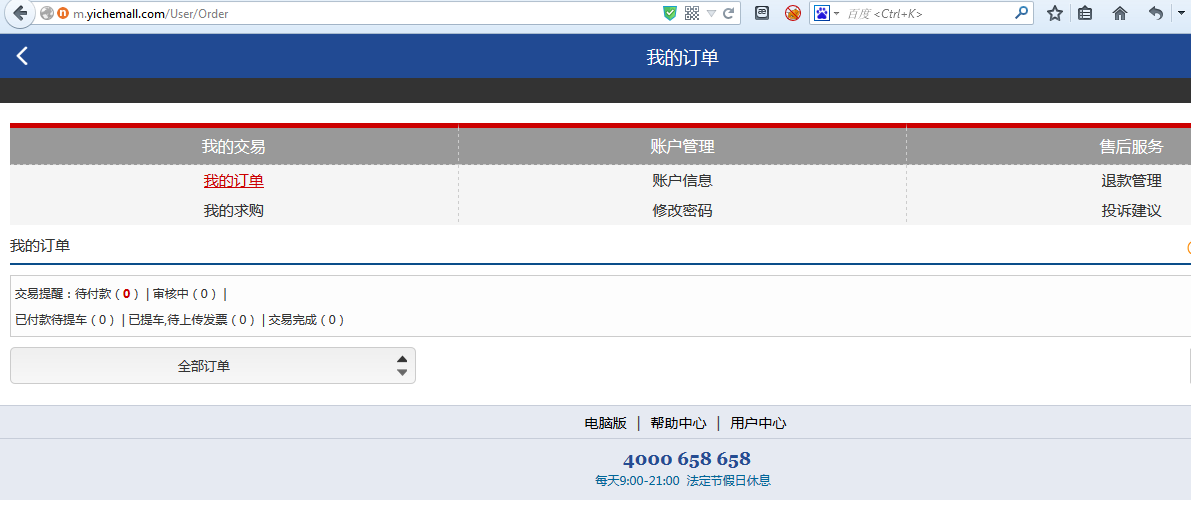 m.yichemall.com/User/Order
百度 <Ctrl+K>
我的订单
我的交易 账户管理 售后服务
我的订单 账户信息 退款管理
我的求购 修改密码 投诉建议
我的订单
交易提醒：待付款（0）| 审核中（0）|
已付款待提车（0）| 已提车,待上传发票（0）| 交易完成（0）
全部订单
电脑版 | 帮助中心 | 用户中心
4000 658 658
每天9:00-21:00 法定节假日休息